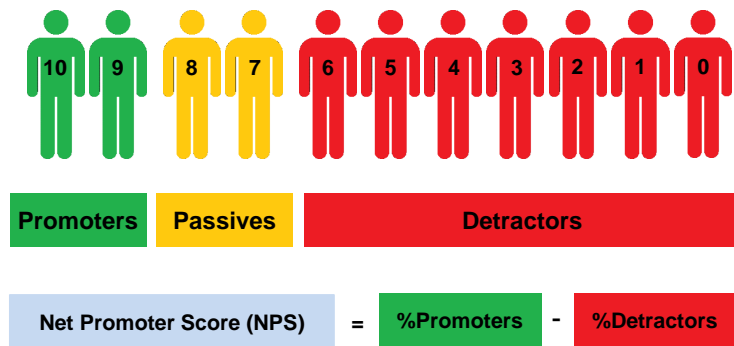 10 9 8 7 6 5 4 3 2 1 0
Promoters Passives Detractors
Net Promoter Score (NPS) = %Promoters - %Detractors